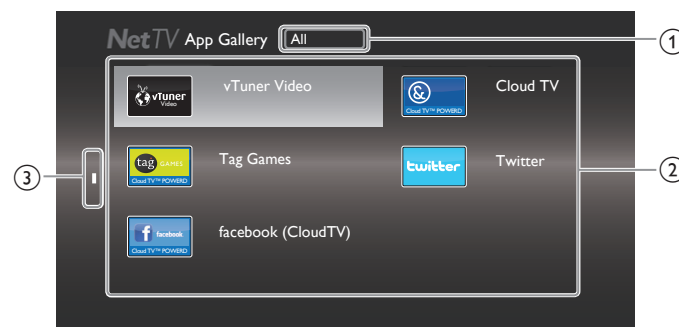 NetTV App Gallery All
1
vTuner Video
vTuner Video
& Cloud TV™ POWERD
Cloud TV
3
tag GAMES
Cloud TV™ POWERD
Tag Games
twitter
Twitter
2
f facebook
Cloud TV™ POWERD
facebook (CloudTV)